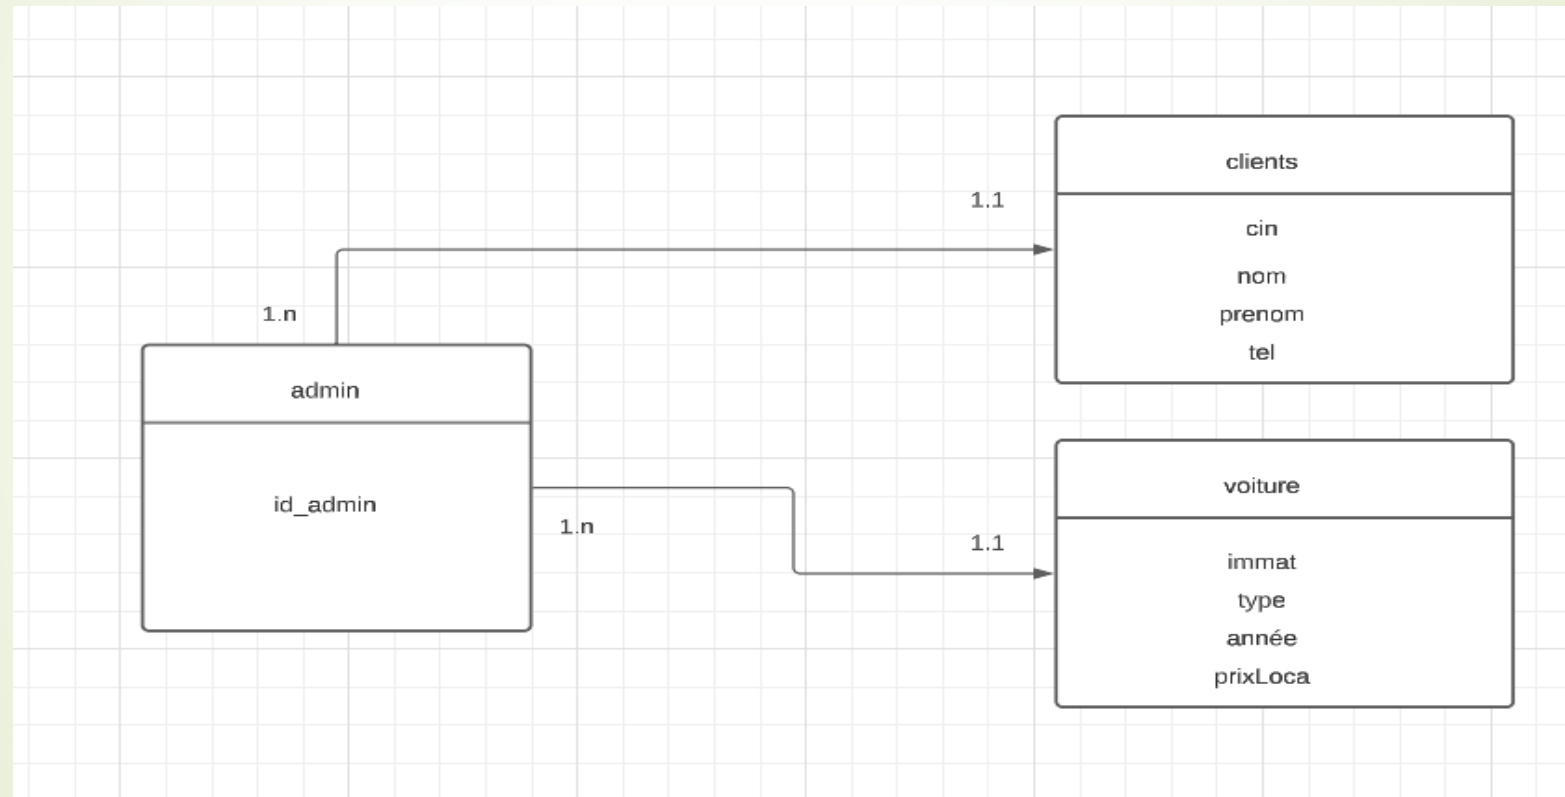 clients
1.1
cin
nom
1.n
prenom
tel
admin
voiture
id_admin
1.n
1.1
immat
type
année
prixLoca